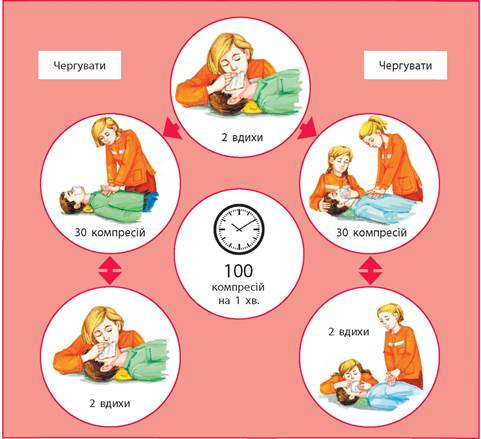 Чергувати
Чергувати
2 вдихи
30 компресій
30 компресій
100
компресій
на 1 хв.
2 вдихи
2 вдихи